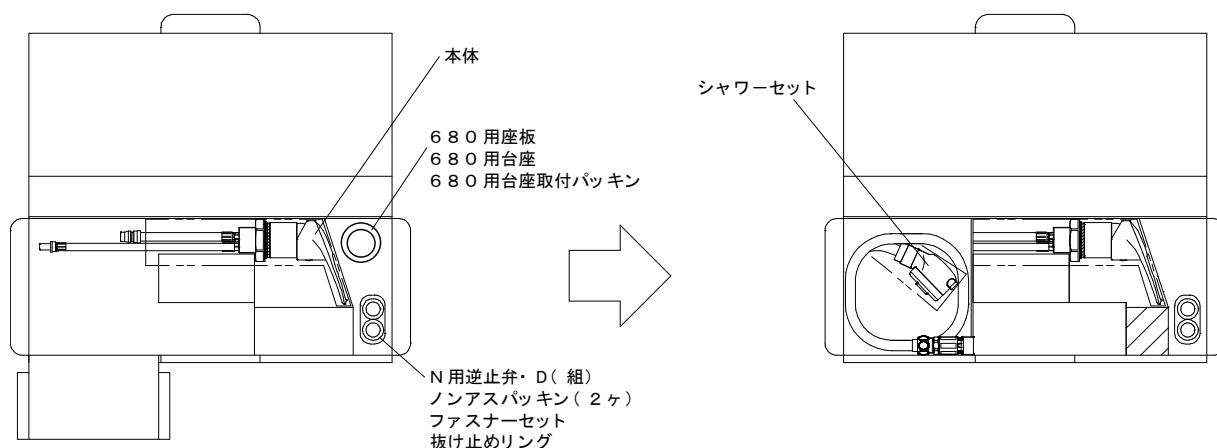 本体
６８０用座板
６８０用台座
６８０用台座取付パッキン
Ｎ用逆止弁・Ｄ（組）
ノンアスパッキン（２ヶ）
ファスナーセット
抜け止めリング
シャワーセット